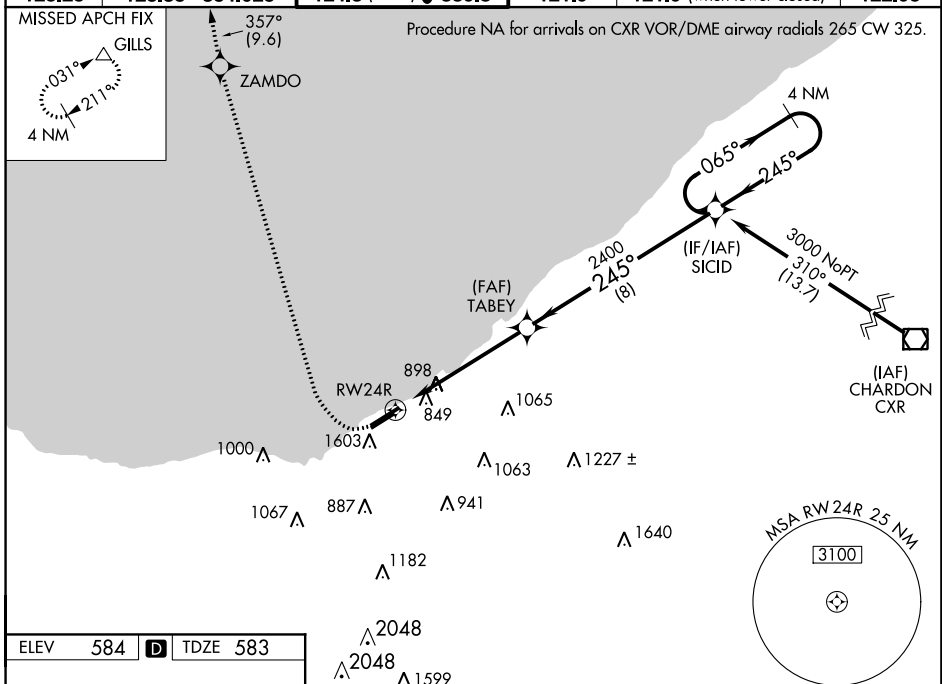 MISSED APCH FIX
GILLS
031°
211°
4 NM
357°
(9.6)
ZAMDO
Procedure NA for arrivals on CXR VOR/DME airway radials 265 CW 325.
4 NM
065°
245°
(IF/IAF)
SICID
3000 NoPT
310°
(13.7)
2400
245°
(8)
(FAF)
TABEY
(IAF)
CHARDON
CXR
RW24R
898
849
1065
1603
1000
1063
1227 ±
1067
887
941
1640
1182
2048
2048
1599
MSA RW24R 25 NM
3100
ELEV 584 D TDZE 583